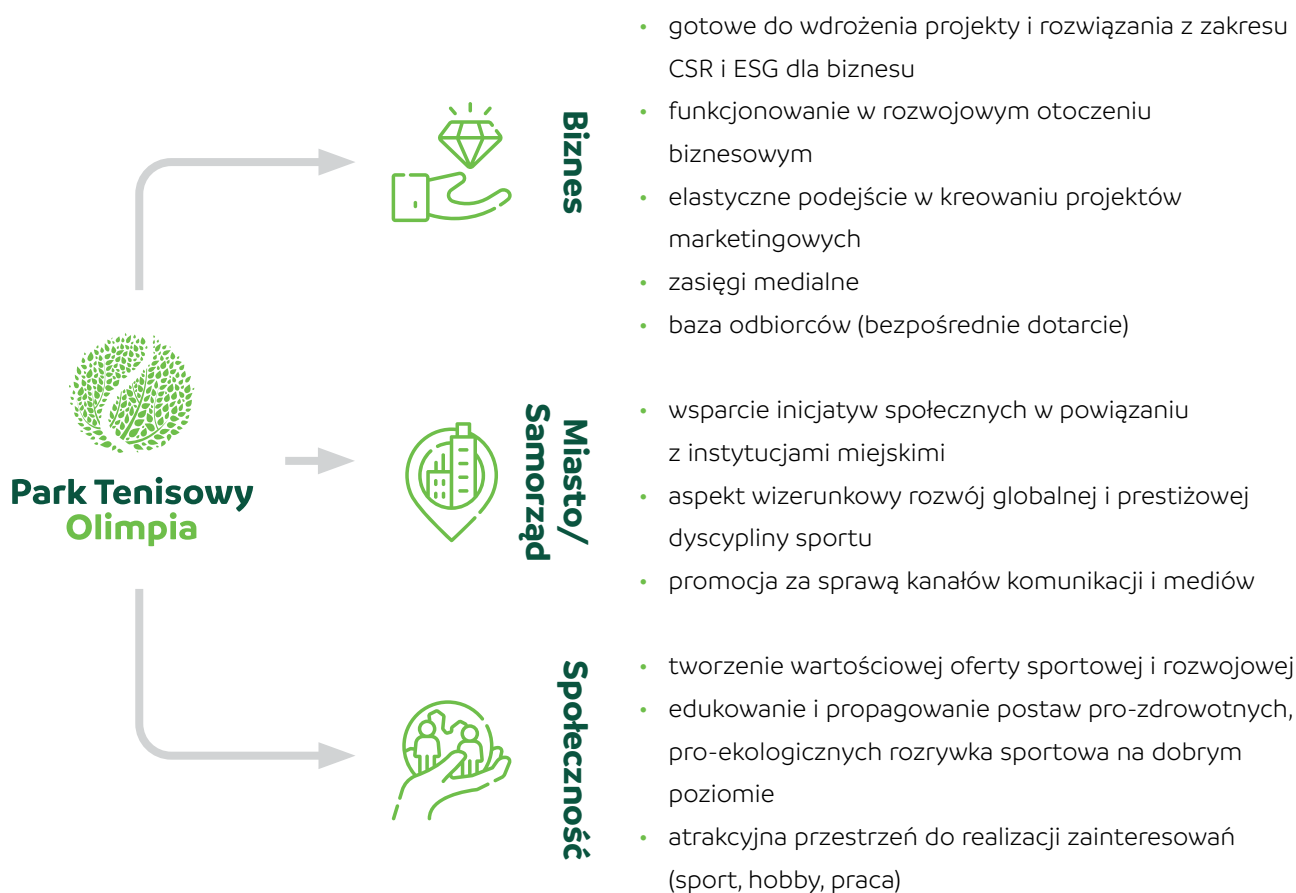 Park Tenisowy
Olimpia
Biznes
• gotowe do wdrożenia projekty i rozwiązania z zakresu
CSR i ESG dla biznesu
• funkcjonowanie w rozwojowym otoczeniu
biznesowym
• elastyczne podejście w kreowaniu projektów
marketingowych
• zasięgi medialne
• baza odbiorców (bezpośrednie dotarcie)
Miasto/
Samorząd
• wsparcie inicjatyw społecznych w powiązaniu
z instytucjami miejskimi
• aspekt wizerunkowy rozwój globalnej i prestiżowej
dyscypliny sportu
• promocja za sprawą kanałów komunikacji i mediów
Społeczność
• tworzenie wartościowej oferty sportowej i rozwojowej
• edukowanie i propagowanie postaw pro-zdrowotnych,
pro-ekologicznych rozrywka sportowa na dobrym
poziomie
• atrakcyjna przestrzeń do realizacji zainteresowań
(sport, hobby, praca)